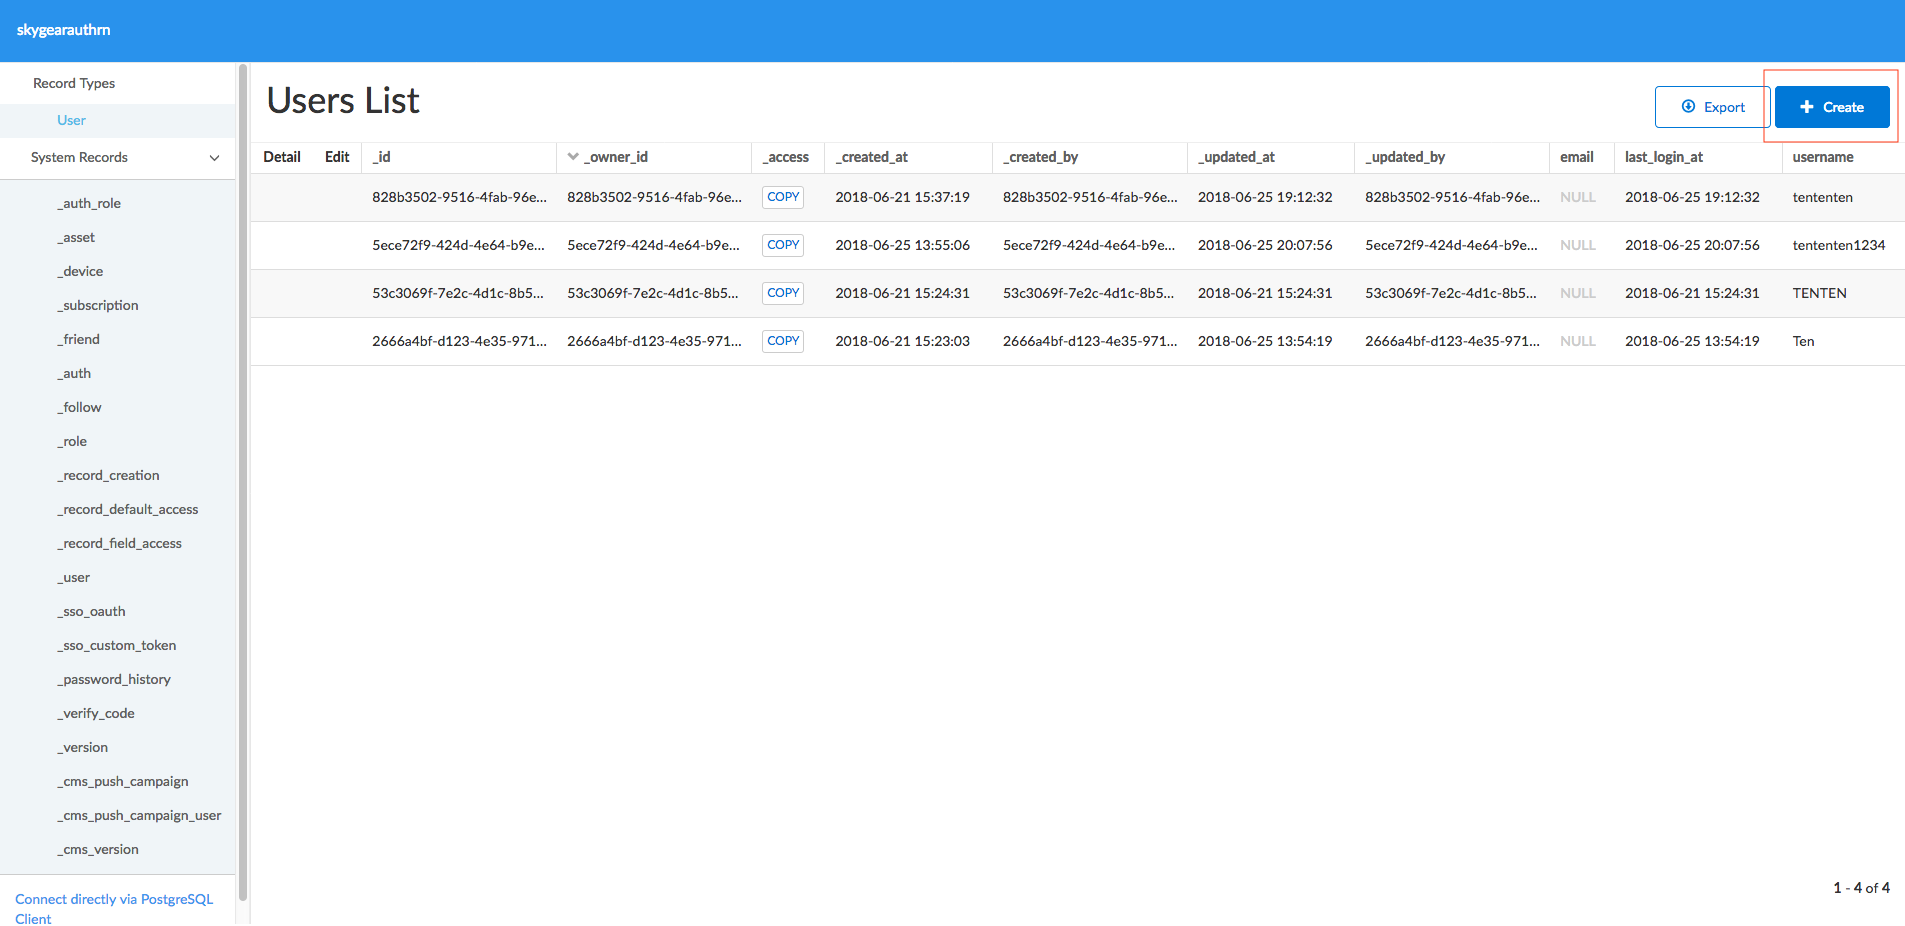 skygearauthrn
Record Types
User
System Records
_auth_role
_asset
_device
_subscription
_friend
_auth
_follow
_role
_record_creation
_record_default_access
_record_field_access
_user
_sso_oauth
_sso_custom_token
_password_history
_verify_code
_version
_cms_push_campaign
_cms_push_campaign_user
_cms_version
Connect directly via PostgreSQL
Client
Users List
Export
Create
Detail Edit _id _owner_id _access _created_at _created_by _updated_at _updated_by email last_login_at username
828b3502-9516-4fab-96e... 828b3502-9516-4fab-96e... COPY 2018-06-21 15:37:19 828b3502-9516-4fab-96e... 2018-06-25 19:12:32 828b3502-9516-4fab-96e... NULL 2018-06-25 19:12:32 tententen
5ece72f9-424d-4e64-b9e... 5ece72f9-424d-4e64-b9e... COPY 2018-06-25 13:55:06 5ece72f9-424d-4e64-b9e... 2018-06-25 20:07:56 5ece72f9-424d-4e64-b9e... NULL 2018-06-25 20:07:56 tententen1234
53c3069f-7e2c-4d1c-8b5... 53c3069f-7e2c-4d1c-8b5... COPY 2018-06-21 15:24:31 53c3069f-7e2c-4d1c-8b5... 2018-06-21 15:24:31 53c3069f-7e2c-4d1c-8b5... NULL 2018-06-21 15:24:31 TENTEN
2666a4bf-d123-4e35-971... 2666a4bf-d123-4e35-971... COPY 2018-06-21 15:23:03 2666a4bf-d123-4e35-971... 2018-06-25 13:54:19 2666a4bf-d123-4e35-971... NULL 2018-06-25 13:54:19 Ten
1 - 4 of 4